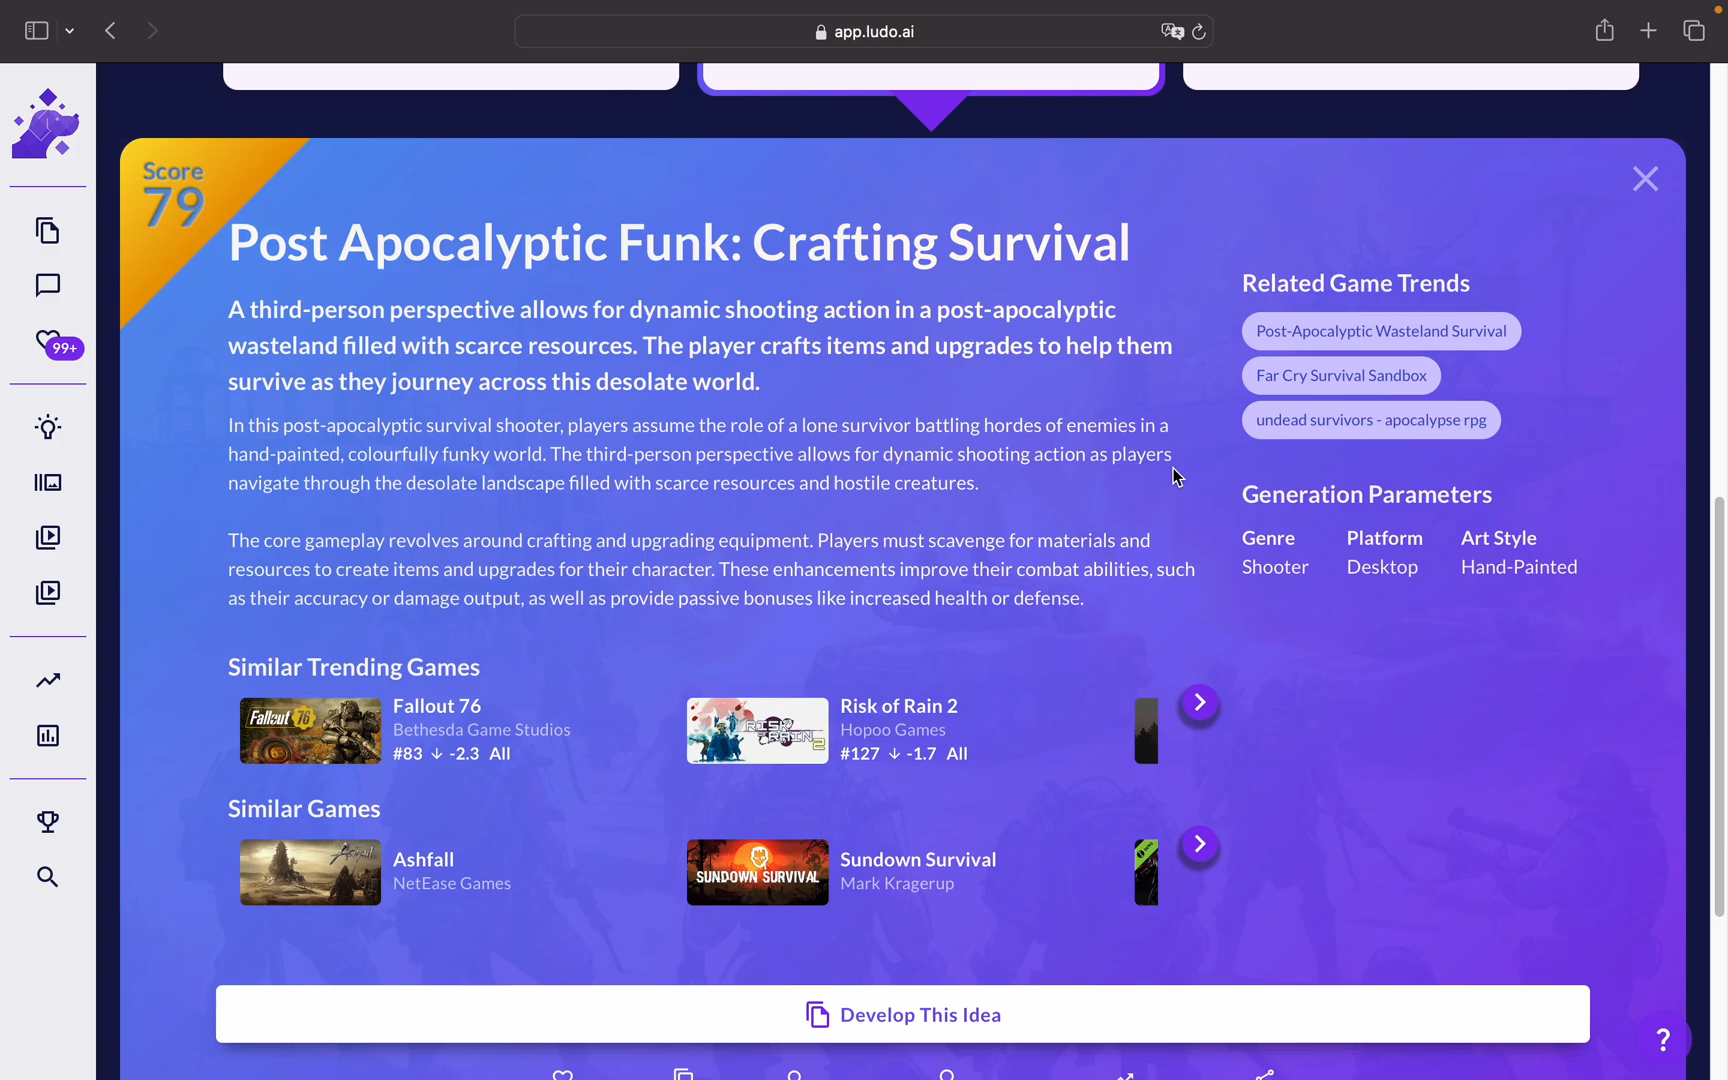 app.ludo.ai
Score
79
99+
Post Apocalyptic Funk: Crafting Survival
A third-person perspective allows for dynamic shooting action in a post-apocalyptic
wasteland filled with scarce resources. The player crafts items and upgrades to help them
survive as they journey across this desolate world.
In this post-apocalyptic survival shooter, players assume the role of a lone survivor battling hordes of enemies in a
hand-painted, colourfully funky world. The third-person perspective allows for dynamic shooting action as players
navigate through the desolate landscape filled with scarce resources and hostile creatures.
The core gameplay revolves around crafting and upgrading equipment. Players must scavenge for materials and
resources to create items and upgrades for their character. These enhancements improve their combat abilities, such
as their accuracy or damage output, as well as provide passive bonuses like increased health or defense.
Related Game Trends
Post-Apocalyptic Wasteland Survival
Far Cry Survival Sandbox
undead survivors - apocalypse rpg
Generation Parameters
Genre Platform Art Style
Shooter Desktop Hand-Painted
Similar Trending Games
Fallout 76
Fallout 76
Bethesda Game Studios
#83 ↓ -2.3 All
RISK OF RAIN 2
Risk of Rain 2
Hopoo Games
#127 ↓ -1.7 All
Similar Games
Ashfall
Ashfall
NetEase Games
SUNDOWN SURVIVAL
Sundown Survival
Mark Kragerup
Develop This Idea
?